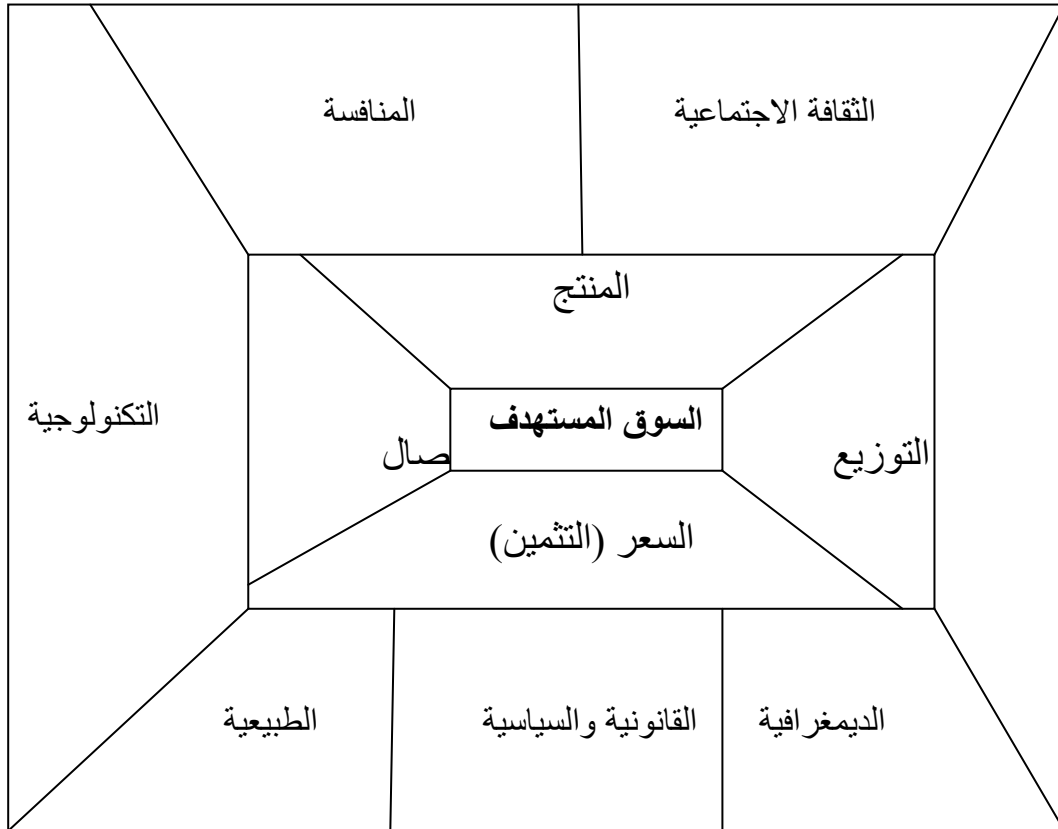 الثقافة الاجتماعية
المنافسة
المنتج
التكنولوجية
السوق المستهدف
التوزيع
صال
السعر (التثمين)
الديمغرافية
القانونية والسياسية
الطبيعية